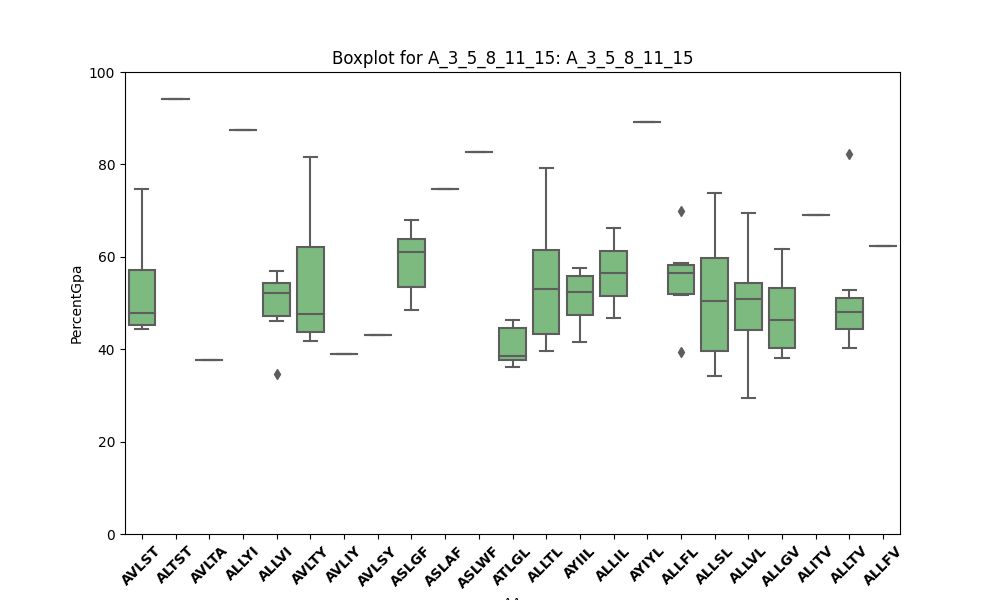 Boxplot for A_3_5_8_11_15: A_3_5_8_11_15
PercentGpa
100
80
60
40
20
0
AVLST
ALTST
AVLTA
ALLYI
ALLVI
AVLTY
AVLIY
AVLSY
ASLGF
ASLAF
ASLWF
ATLGL
ALLTL
AYIIL
ALLIL
AYIYL
ALLFL
ALLSL
ALLVL
ALLGV
ALITV
ALLTV
ALLFV